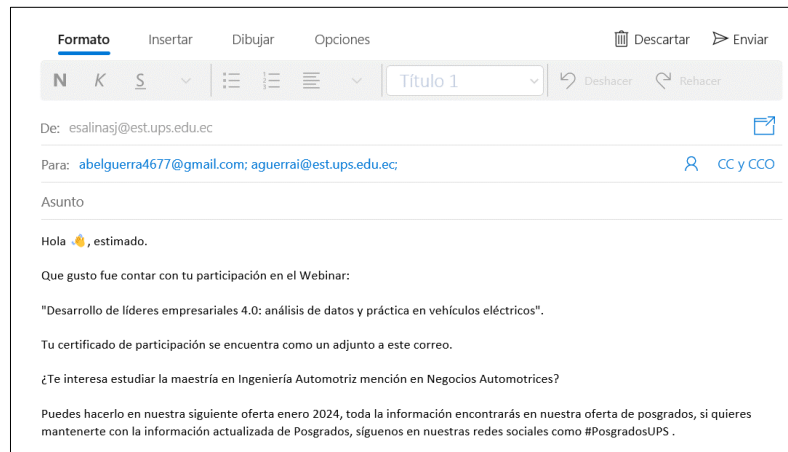 Formato Insertar Dibujar Opciones Descartar Enviar
N K S Título 1 Deshacer Rehacer
De: esalinasj@est.ups.edu.ec
Para: abelguerra4677@gmail.com; aguerrai@est.ups.edu.ec; CC y CCO
Asunto
Hola 👋, estimado.
Que gusto fue contar con tu participación en el Webinar:
"Desarrollo de líderes empresariales 4.0: análisis de datos y práctica en vehículos eléctricos".
Tu certificado de participación se encuentra como un adjunto a este correo.
¿Te interesa estudiar la maestría en Ingeniería Automotriz mención en Negocios Automotrices?
Puedes hacerlo en nuestra siguiente oferta enero 2024, toda la información encontrarás en nuestra oferta de posgrados, si quieres
mantenerte con la información actualizada de Posgrados, síguenos en nuestras redes sociales como #PosgradosUPS .